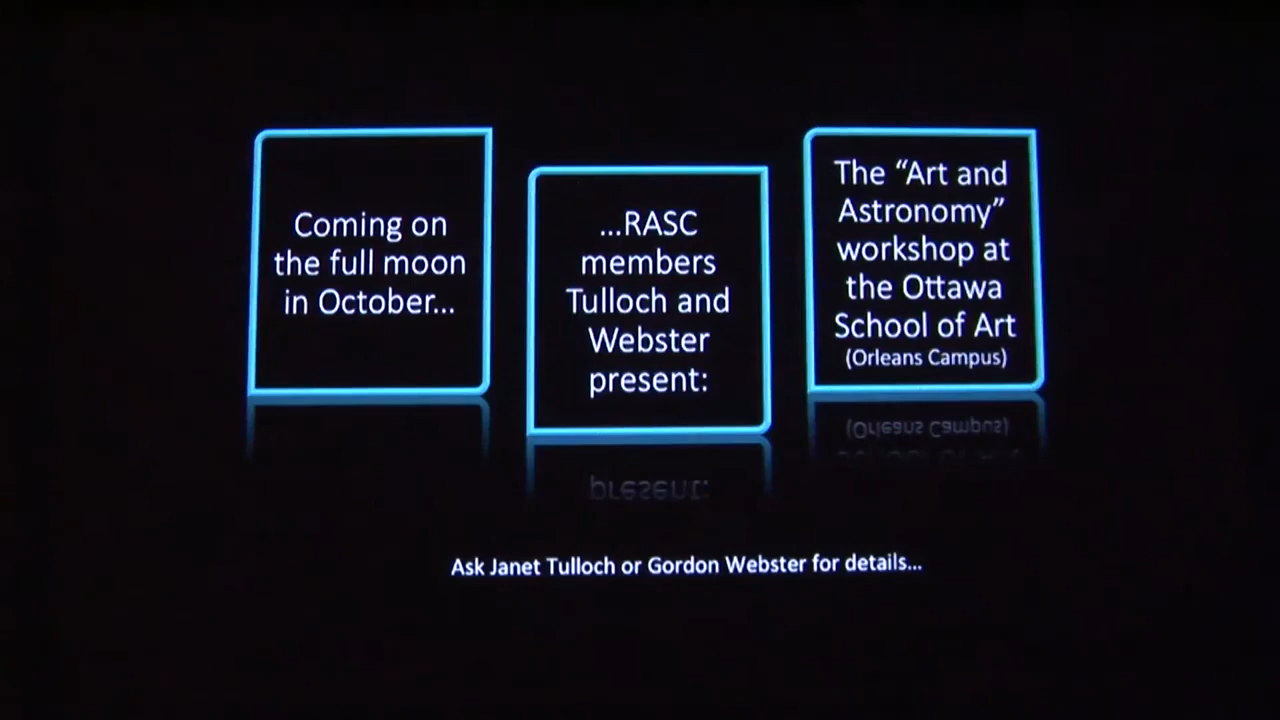 Coming on
the full moon
in October...
...RASC
members
Tulloch and
Webster
present:
The “Art and
Astronomy”
workshop at
the Ottawa
School of Art
(Orleans Campus)
Ask Janet Tulloch or Gordon Webster for details...